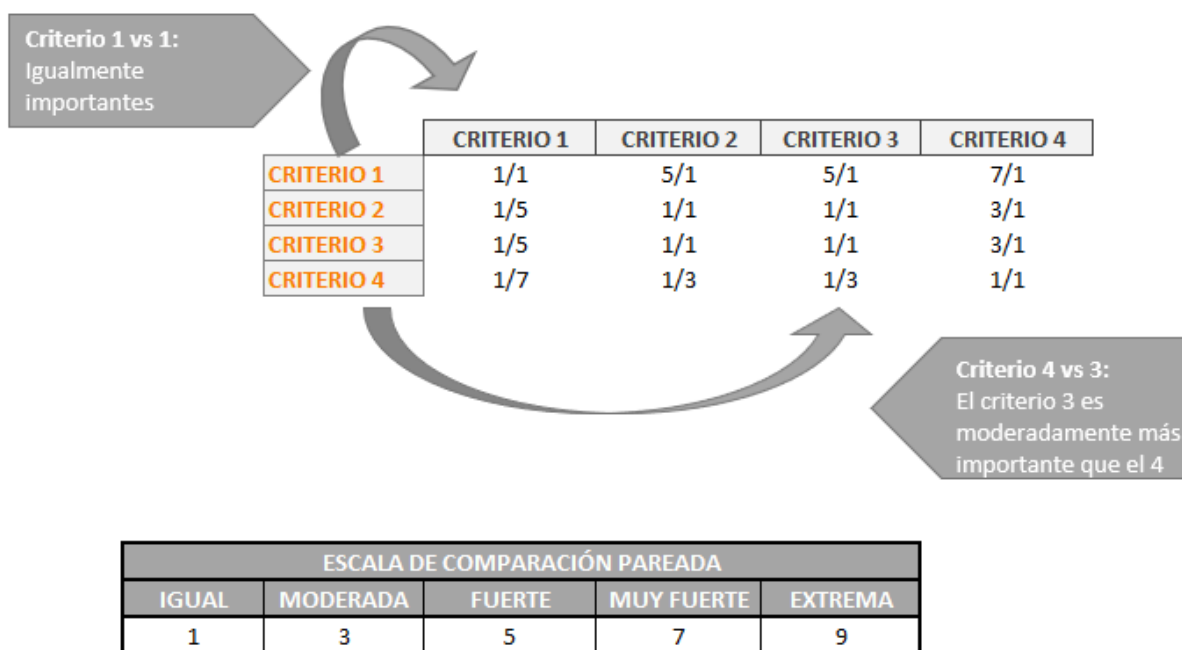 Criterio 1 vs 1:
Igualmente
importantes
CRITERIO 1 CRITERIO 2 CRITERIO 3 CRITERIO 4
CRITERIO 1 1/1 5/1 5/1 7/1
CRITERIO 2 1/5 1/1 1/1 3/1
CRITERIO 3 1/5 1/1 1/1 3/1
CRITERIO 4 1/7 1/3 1/3 1/1
Criterio 4 vs 3:
El criterio 3 es
moderadamente más
importante que el 4
ESCALA DE COMPARACIÓN PAREADA
IGUAL MODERADA FUERTE MUY FUERTE EXTREMA
1 3 5 7 9